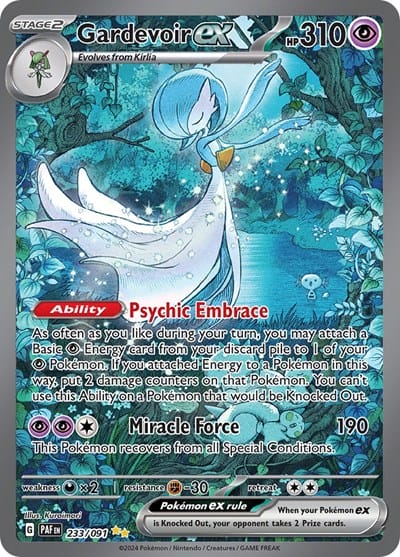 STAGE2
Gardevoir ex
HP 310
Evolves from Kirlia
Ability Psychic Embrace
As often as you like during your turn, you may attach a
Basic Energy card from your discard pile to 1 of your
Pokémon. If you attached Energy to a Pokémon in this
way, put 2 damage counters on that Pokémon. You can't
use this Ability on a Pokémon that would be Knocked Out.
Miracle Force 190
This Pokémon recovers from all Special Conditions.
weakness ×2 resistance -30 retreat
Illus. Kuroimori
Pokémon ex rule
When your Pokémon ex
is Knocked Out, your opponent takes 2 Prize cards.
G PAF EN 233/091
©2024 Pokémon / Nintendo / Creatures / GAME FREAK